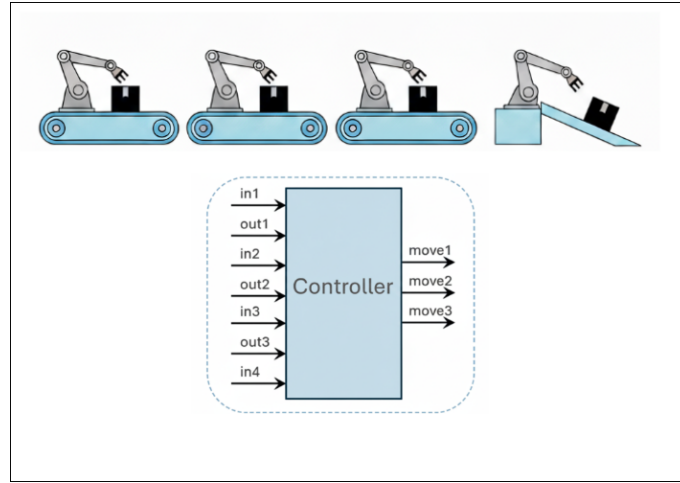 in1
out1
in2
out2
in3
out3
in4
Controller
move1
move2
move3